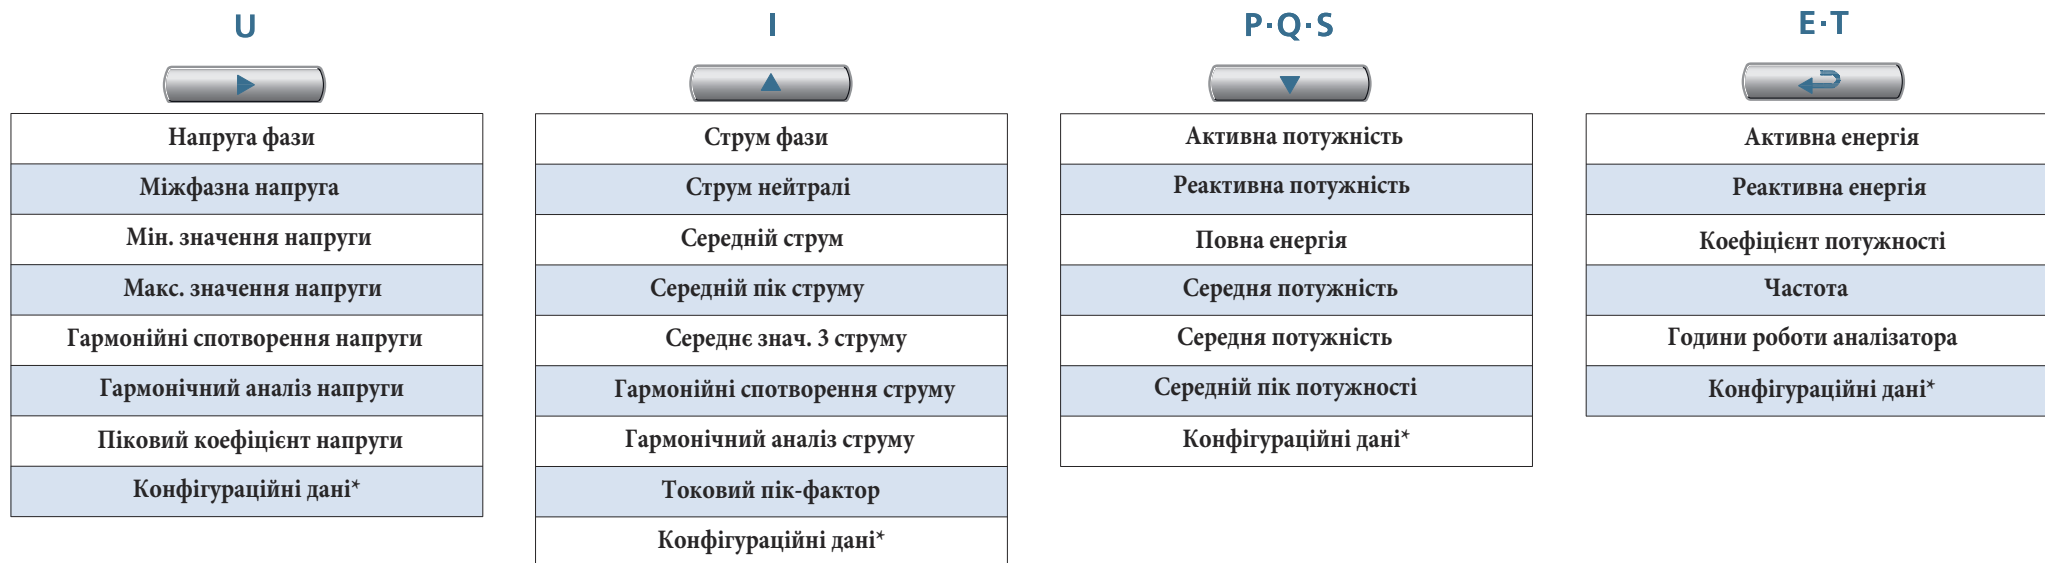 U
Напруга фази
Міжфазна напруга
Мін. значення напруги
Макс. значення напруги
Гармонійні спотворення напруги
Гармонічний аналіз напруги
Піковий коефіцієнт напруги
Конфігураційні дані*
I
Струм фази
Струм нейтралі
Середній струм
Середній пік струму
Середнє знач. 3 струму
Гармонійні спотворення струму
Гармонічний аналіз струму
Токовий пік-фактор
Конфігураційні дані*
P·Q·S
Активна потужність
Реактивна потужність
Повна енергія
Середня потужність
Середня потужність
Середній пік потужності
Конфігураційні дані*
E·T
Активна енергія
Реактивна енергія
Коефіцієнт потужності
Частота
Години роботи аналізатора
Конфігураційні дані*